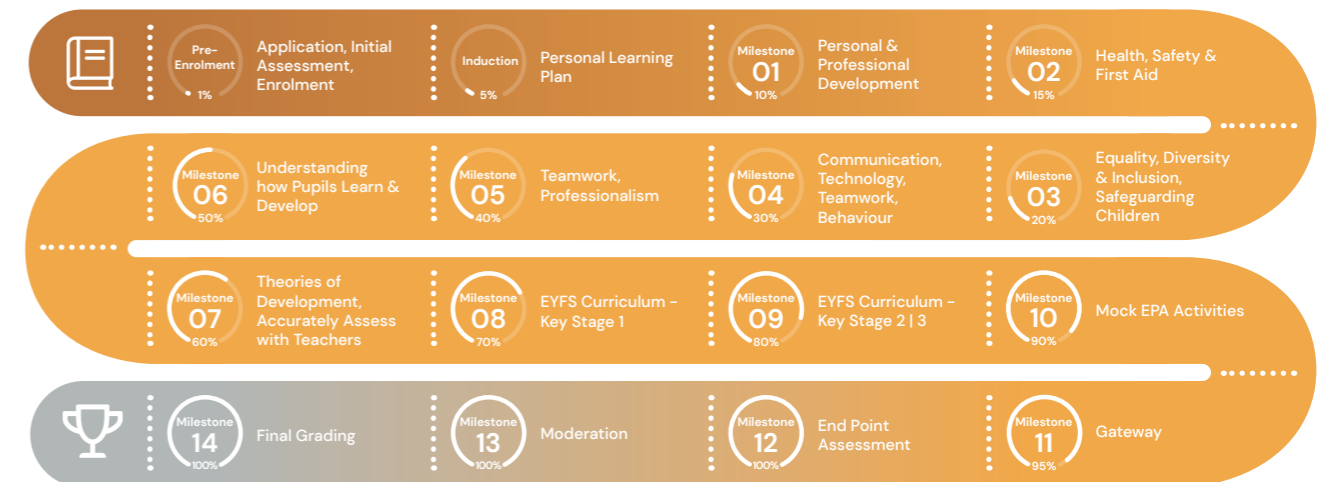 Pre-
Enrolment
1%
Application, Initial
Assessment,
Enrolment
Induction
5%
Personal Learning
Plan
Milestone
01
10%
Personal &
Professional
Development
Milestone
02
15%
Health, Safety &
First Aid
Milestone
03
20%
Equality, Diversity
& Inclusion,
Safeguarding
Children
Milestone
04
30%
Communication,
Technology,
Teamwork,
Behaviour
Milestone
05
40%
Teamwork,
Professionalism
Milestone
06
50%
Understanding
how Pupils Learn &
Develop
Milestone
07
60%
Theories of
Development,
Accurately Assess
with Teachers
Milestone
08
70%
EYFS Curriculum –
Key Stage 1
Milestone
09
80%
EYFS Curriculum –
Key Stage 2 | 3
Milestone
10
90%
Mock EPA Activities
Milestone
11
95%
Gateway
Milestone
12
100%
End Point
Assessment
Milestone
13
100%
Moderation
Milestone
14
100%
Final Grading